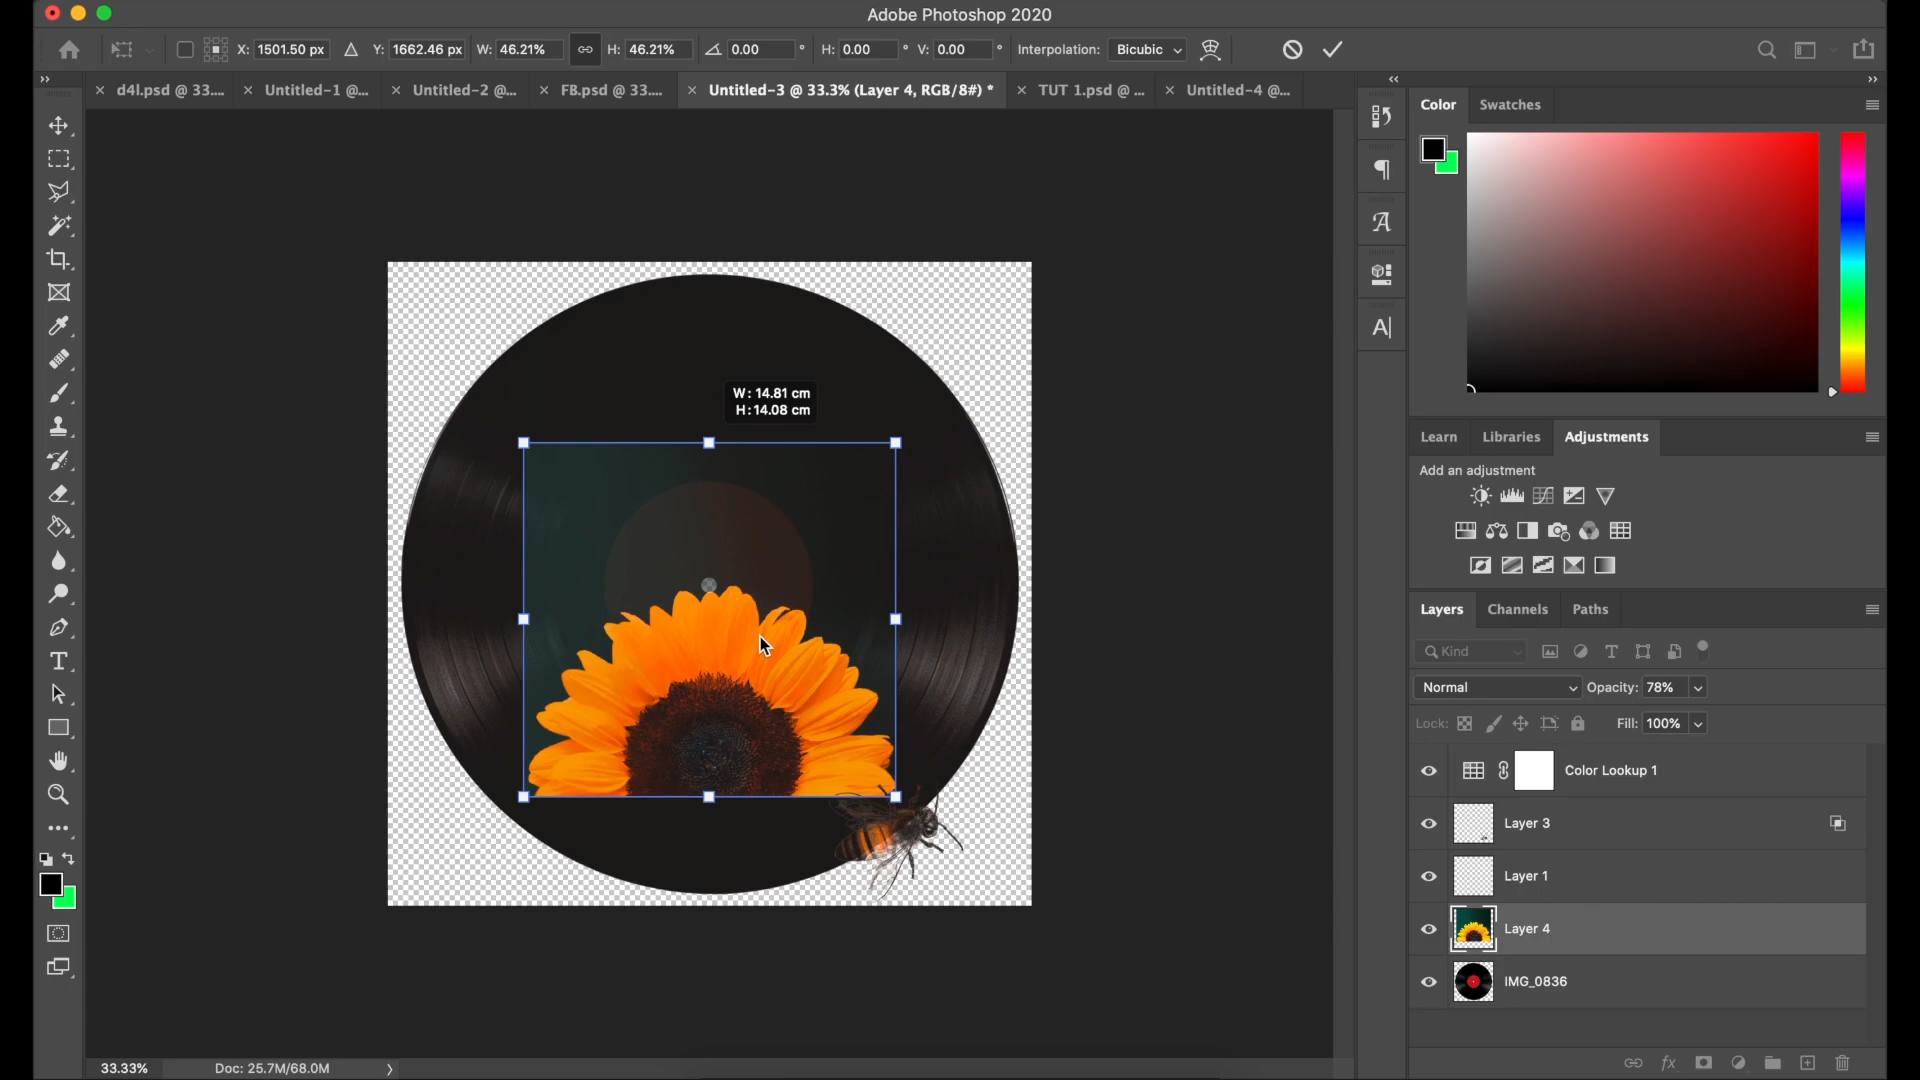 Adobe Photoshop 2020
X: 1501.50 px Y: 1662.46 px W: 46.21% H: 46.21% 0.00 ° H: 0.00 ° V: 0.00 ° Interpolation: Bicubic
d4l.psd @ 33.... Untitled-1 @... Untitled-2 @... FB.psd @ 33.... Untitled-3 @ 33.3% (Layer 4, RGB/8#) * TUT 1.psd @ ... Untitled-4 @...
Color Swatches
W: 14.81 cm
H: 14.08 cm
Learn Libraries Adjustments
Add an adjustment
Layers Channels Paths
Kind
Normal Opacity: 78%
Lock: Fill: 100%
Color Lookup 1
Layer 3
Layer 1
Layer 4
IMG_0836
33.33% Doc: 25.7M/68.0M